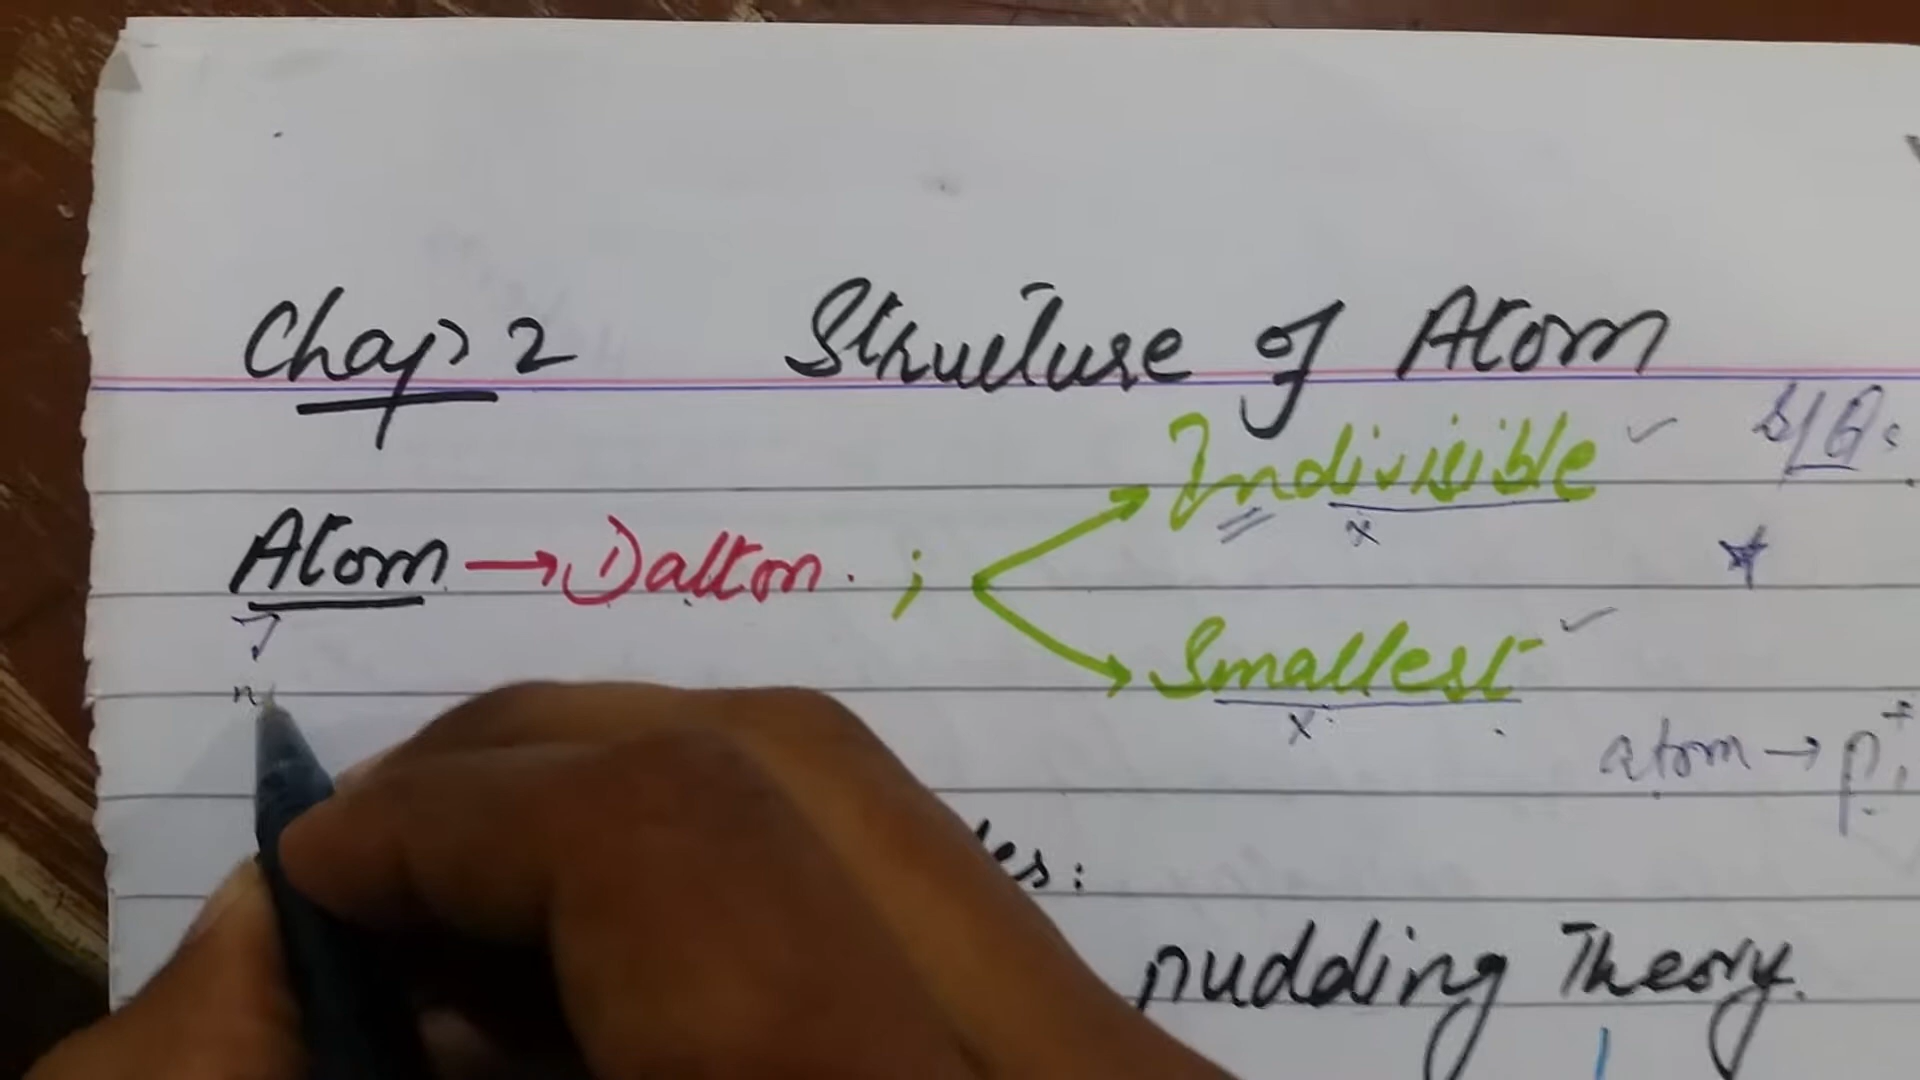 Chap 2 Structure of Atom
Indivisible ✓
x
Atom → Dalton. ;
Smallest ✓
x
n
atom → p+,
pudding Theory.